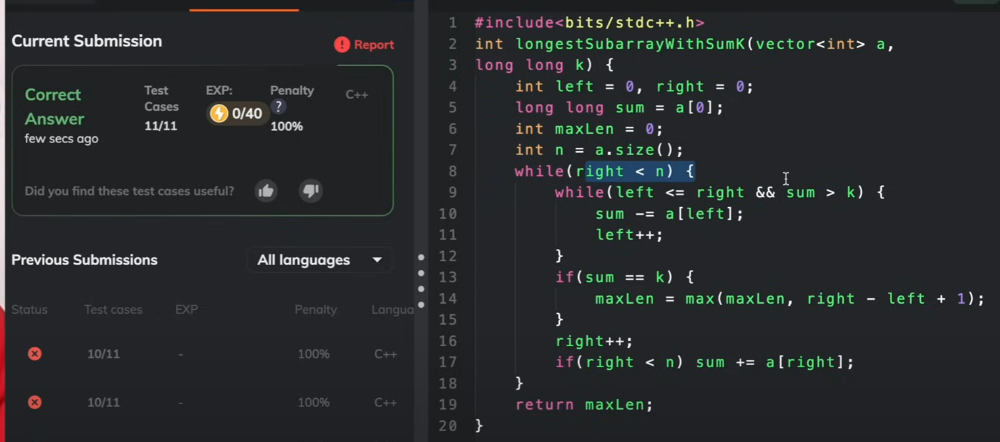 Current Submission
Report
Correct Answer
few secs ago
Test Cases
11/11
EXP:
0/40
Penalty
?
100%
C++
Did you find these test cases useful?
Previous Submissions
All languages
Status Test cases EXP Penalty Langua
10/11 - 100% C++
10/11 - 100% C++
1 #include<bits/stdc++.h>
2 int longestSubarrayWithSumK(vector<int> a,
3 long long k) {
4     int left = 0, right = 0;
5     long long sum = a[0];
6     int maxLen = 0;
7     int n = a.size();
8     while(right < n) {
9         while(left <= right && sum > k) {
10             sum -= a[left];
11             left++;
12         }
13         if(sum == k) {
14             maxLen = max(maxLen, right - left + 1);
15         }
16         right++;
17         if(right < n) sum += a[right];
18     }
19     return maxLen;
20 }